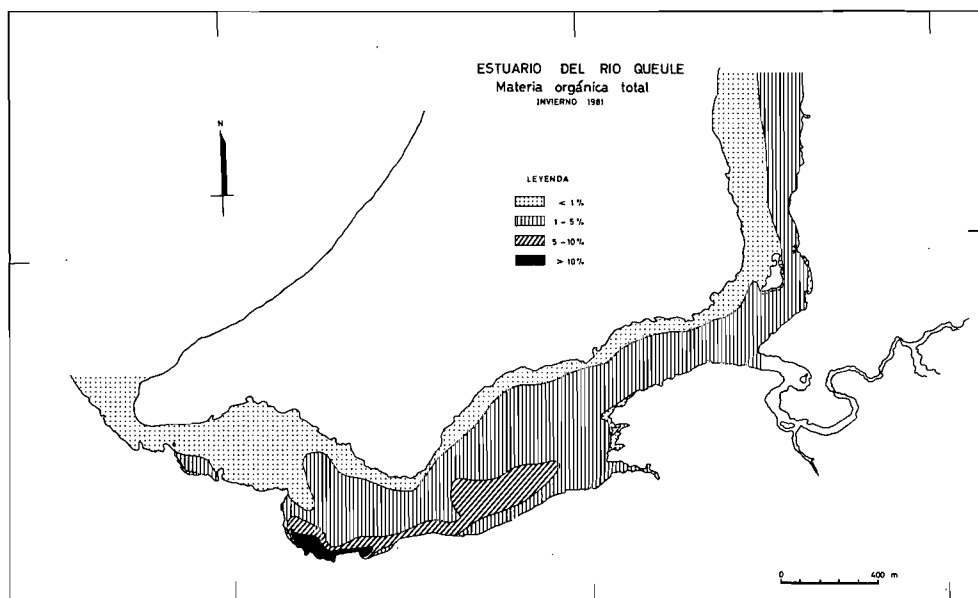 ESTUARIO DEL RIO QUEULE
Materia orgánica total
INVIERNO 1981
N
LEYENDA
< 1%
1 - 5%
5 - 10%
> 10%
0 400 m